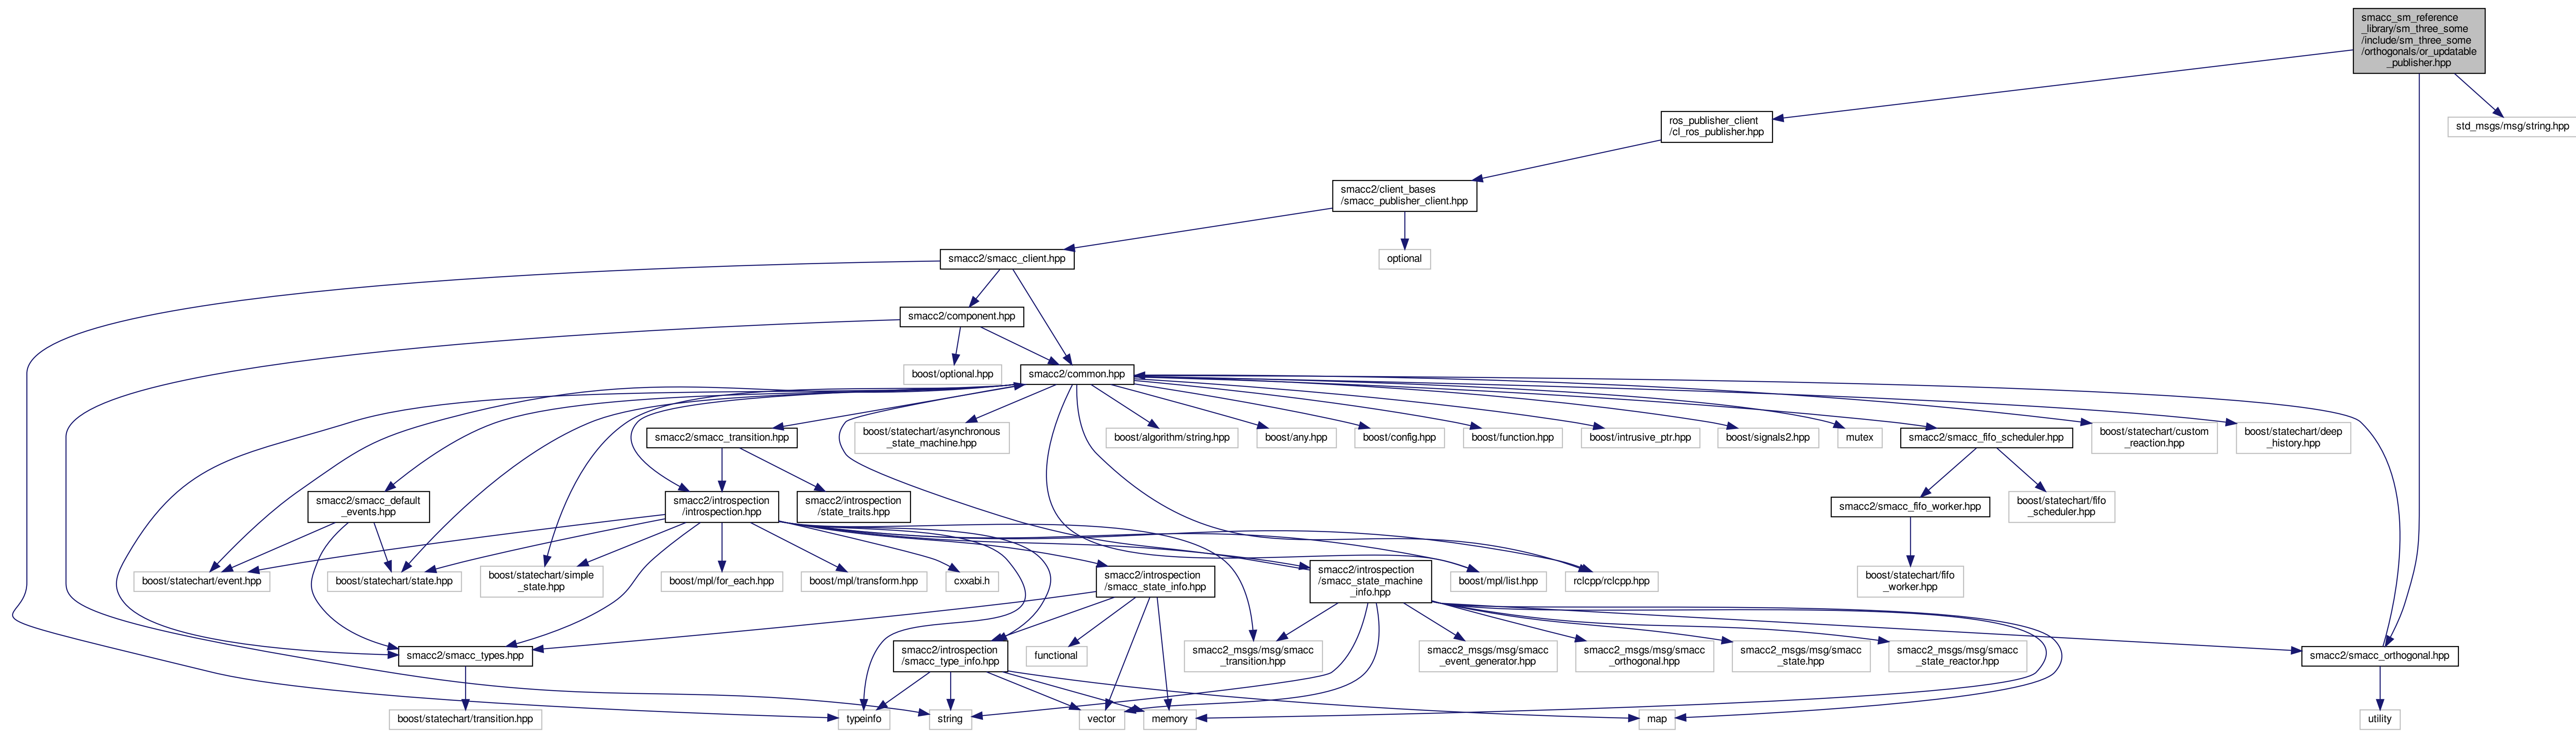 smacc_sm_reference
_library/sm_three_some
/include/sm_three_some
/orthogonals/or_updatable
_publisher.hpp
ros_publisher_client
/cl_ros_publisher.hpp
std_msgs/msg/string.hpp
smacc2/client_bases
/smacc_publisher_client.hpp
smacc2/smacc_client.hpp
optional
smacc2/component.hpp
boost/optional.hpp
smacc2/common.hpp
smacc2/smacc_transition.hpp
boost/statechart/asynchronous
_state_machine.hpp
boost/algorithm/string.hpp
boost/any.hpp
boost/config.hpp
boost/function.hpp
boost/intrusive_ptr.hpp
boost/signals2.hpp
mutex
smacc2/smacc_fifo_scheduler.hpp
boost/statechart/custom
_reaction.hpp
boost/statechart/deep
_history.hpp
smacc2/smacc_default
_events.hpp
smacc2/introspection
/introspection.hpp
smacc2/introspection
/state_traits.hpp
smacc2/smacc_fifo_worker.hpp
boost/statechart/fifo
_scheduler.hpp
boost/statechart/event.hpp
boost/statechart/state.hpp
boost/statechart/simple
_state.hpp
boost/mpl/for_each.hpp
boost/mpl/transform.hpp
cxxabi.h
smacc2/introspection
/smacc_state_info.hpp
smacc2/introspection
/smacc_state_machine
_info.hpp
boost/mpl/list.hpp
rclcpp/rclcpp.hpp
boost/statechart/fifo
_worker.hpp
smacc2/smacc_types.hpp
smacc2/introspection
/smacc_type_info.hpp
functional
smacc2_msgs/msg/smacc
_transition.hpp
smacc2_msgs/msg/smacc
_event_generator.hpp
smacc2_msgs/msg/smacc
_orthogonal.hpp
smacc2_msgs/msg/smacc
_state.hpp
smacc2_msgs/msg/smacc
_state_reactor.hpp
smacc2/smacc_orthogonal.hpp
boost/statechart/transition.hpp
typeinfo
string
vector
memory
map
utility